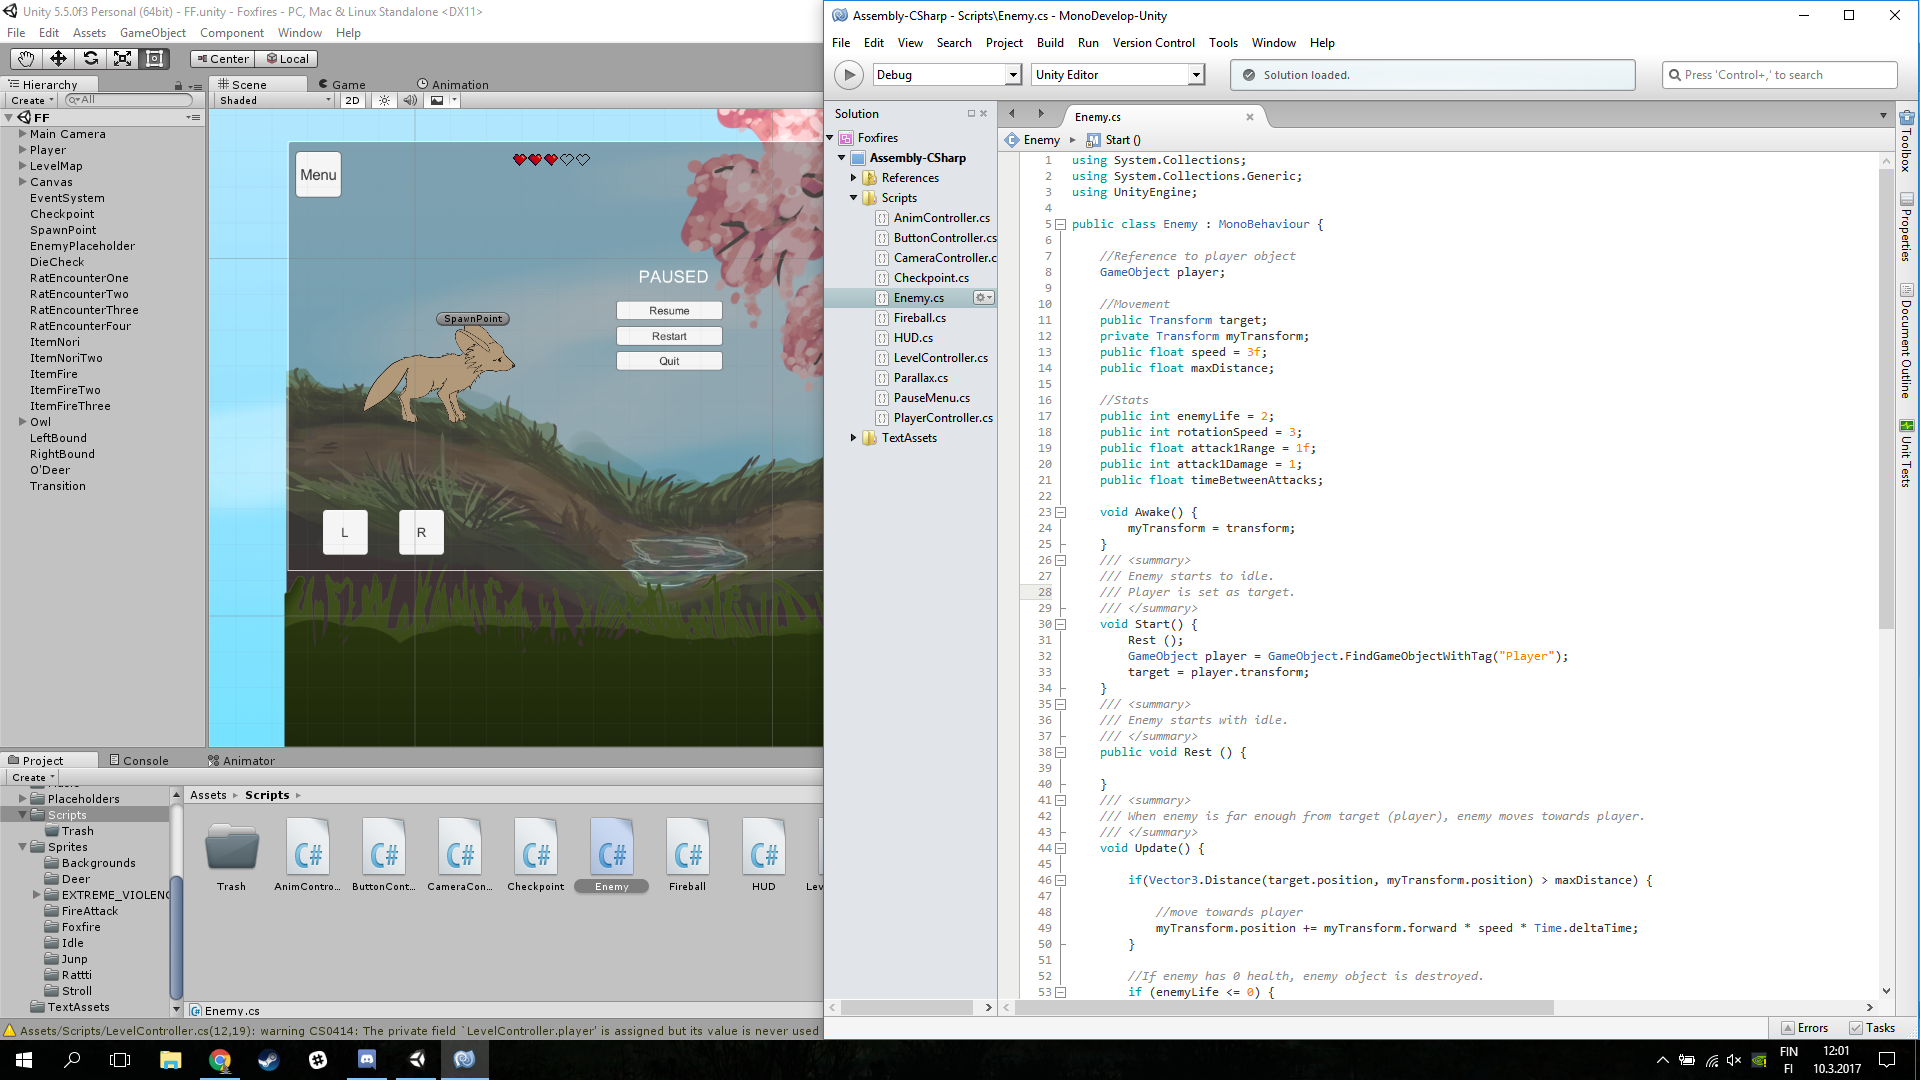 Unity 5.5.0f3 Personal (64bit) - FF.unity - Foxfires - PC, Mac & Linux Standalone <DX11>
File Edit Assets GameObject Component Window Help
Center Local
Hierarchy
Create All
FF
Main Camera
Player
LevelMap
Canvas
EventSystem
Checkpoint
SpawnPoint
EnemyPlaceholder
DieCheck
RatEncounterOne
RatEncounterTwo
RatEncounterThree
RatEncounterFour
ItemNori
ItemNoriTwo
ItemFire
ItemFireTwo
ItemFireThree
Owl
LeftBound
RightBound
O'Deer
Transition
Scene Game Animation
Shaded 2D
Menu
PAUSED
Resume
Restart
Quit
SpawnPoint
L R
Project Console Animator
Create
Placeholders
Scripts
Trash
Sprites
Backgrounds
Deer
EXTREME_VIOLENC
FireAttack
Foxfire
Idle
Junp
Rattti
Stroll
TextAssets
Assets Scripts
Trash AnimContro... ButtonCont... CameraCon... Checkpoint Enemy Fireball HUD
Enemy.cs
Assets/Scripts/LevelController.cs(12,19): warning CS0414: The private field `LevelController.player' is assigned but its value is never used
Assembly-CSharp - Scripts\Enemy.cs - MonoDevelop-Unity
File Edit View Search Project Build Run Version Control Tools Window Help
Debug Unity Editor Solution loaded. Press 'Control+,' to search
Solution
Foxfires
Assembly-CSharp
References
Scripts
AnimController.cs
ButtonController.cs
CameraController.c
Checkpoint.cs
Enemy.cs
Fireball.cs
HUD.cs
LevelController.cs
Parallax.cs
PauseMenu.cs
PlayerController.cs
TextAssets
Enemy.cs
Enemy Start ()
1 using System.Collections;
2 using System.Collections.Generic;
3 using UnityEngine;
4
5 public class Enemy : MonoBehaviour {
6
7 //Reference to player object
8 GameObject player;
9
10 //Movement
11 public Transform target;
12 private Transform myTransform;
13 public float speed = 3f;
14 public float maxDistance;
15
16 //Stats
17 public int enemyLife = 2;
18 public int rotationSpeed = 3;
19 public float attack1Range = 1f;
20 public int attack1Damage = 1;
21 public float timeBetweenAttacks;
22
23 void Awake() {
24 myTransform = transform;
25 }
26 /// <summary>
27 /// Enemy starts to idle.
28 /// Player is set as target.
29 /// </summary>
30 void Start() {
31 Rest ();
32 GameObject player = GameObject.FindGameObjectWithTag("Player");
33 target = player.transform;
34 }
35 /// <summary>
36 /// Enemy starts with idle.
37 /// </summary>
38 public void Rest () {
39
40 }
41 /// <summary>
42 /// When enemy is far enough from target (player), enemy moves towards player.
43 /// </summary>
44 void Update() {
45
46 if(Vector3.Distance(target.position, myTransform.position) > maxDistance) {
47
48 //move towards player
49 myTransform.position += myTransform.forward * speed * Time.deltaTime;
50 }
51
52 //If enemy has 0 health, enemy object is destroyed.
53 if (enemyLife <= 0) {
Toolbox
Properties
Document Outline
Unit Tests
Errors Tasks
FIN
FI
12:01
10.3.2017